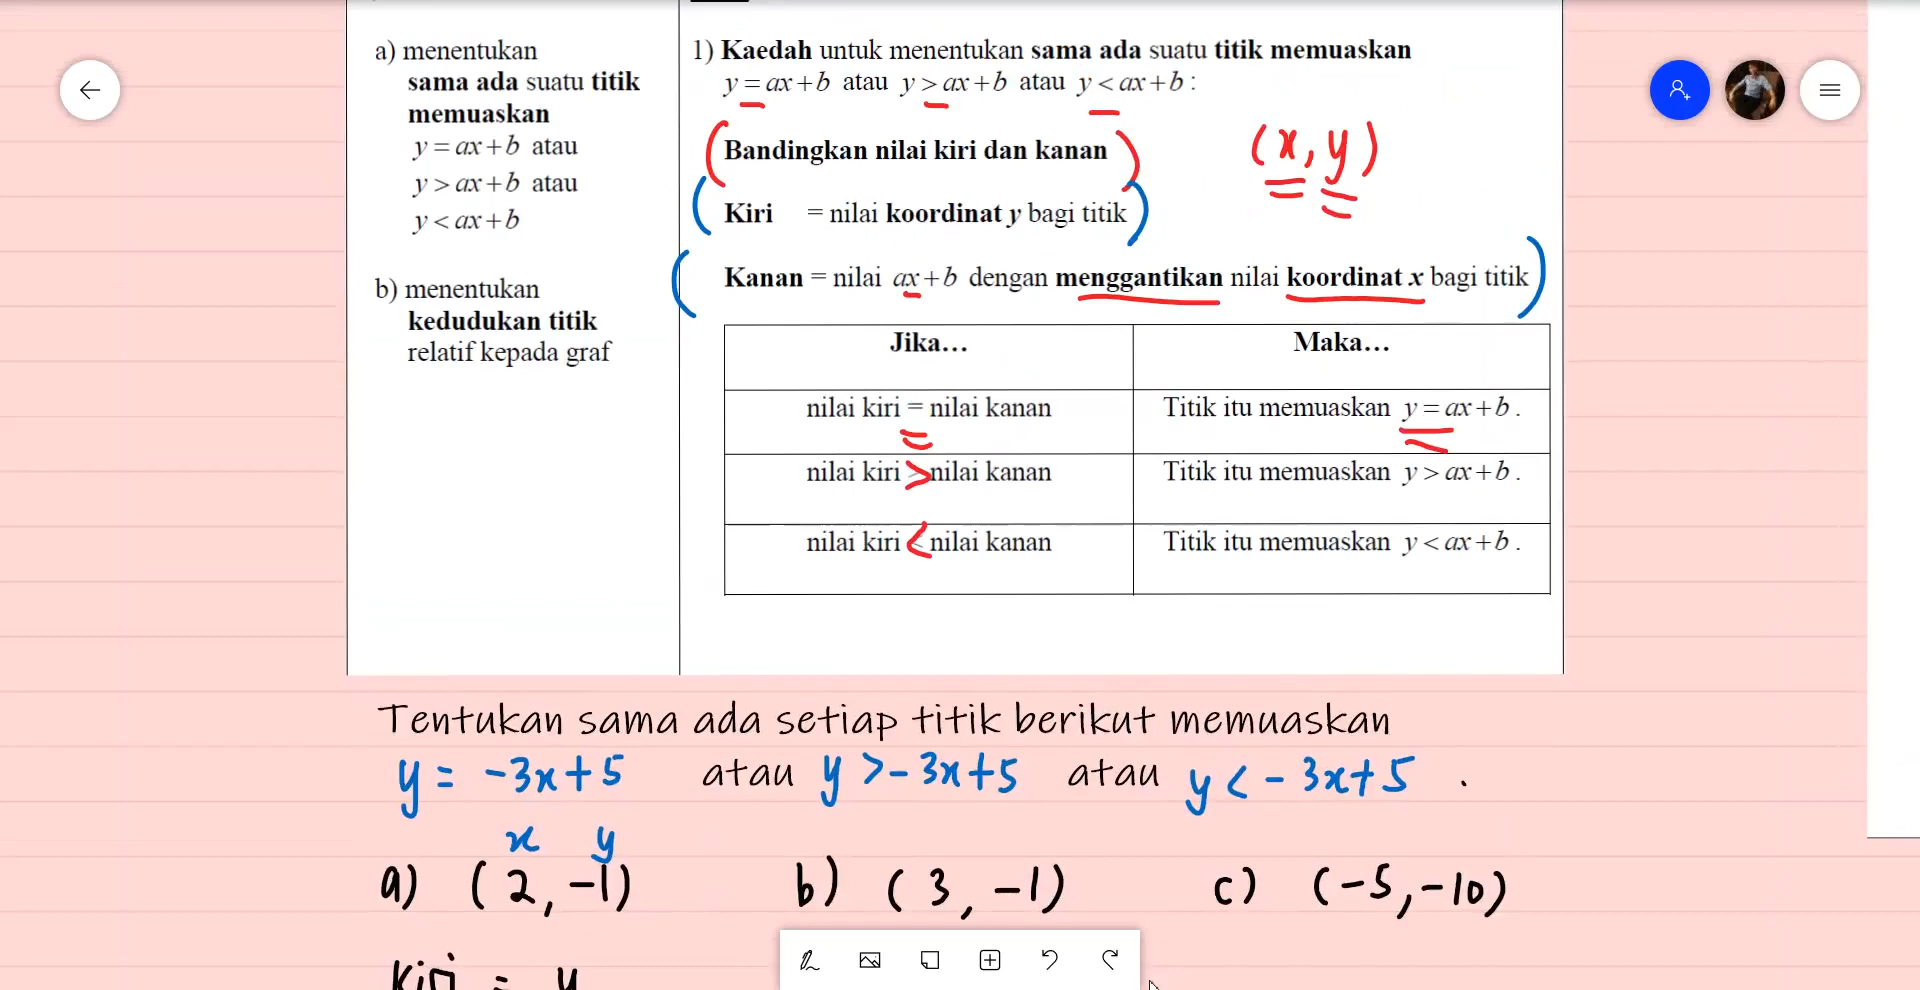 a) menentukan
sama ada suatu titik
memuaskan
y = ax + b atau
y > ax + b atau
y < ax + b
b) menentukan
kedudukan titik
relatif kepada graf
1) Kaedah untuk menentukan sama ada suatu titik memuaskan
y = ax + b atau y > ax + b atau y < ax + b :
(Bandingkan nilai kiri dan kanan)
(x, y)
(Kiri = nilai koordinat y bagi titik)
(Kanan = nilai ax + b dengan menggantikan nilai koordinat x bagi titik)
Jika... Maka...
nilai kiri = nilai kanan Titik itu memuaskan y = ax + b .
nilai kiri > nilai kanan Titik itu memuaskan y > ax + b .
nilai kiri < nilai kanan Titik itu memuaskan y < ax + b .
Tentukan sama ada setiap titik berikut memuaskan
y = -3x + 5 atau y > -3x + 5 atau y < -3x + 5 .
x y
a) (2, -1) b) (3, -1) c) (-5, -10)
Kiri = y